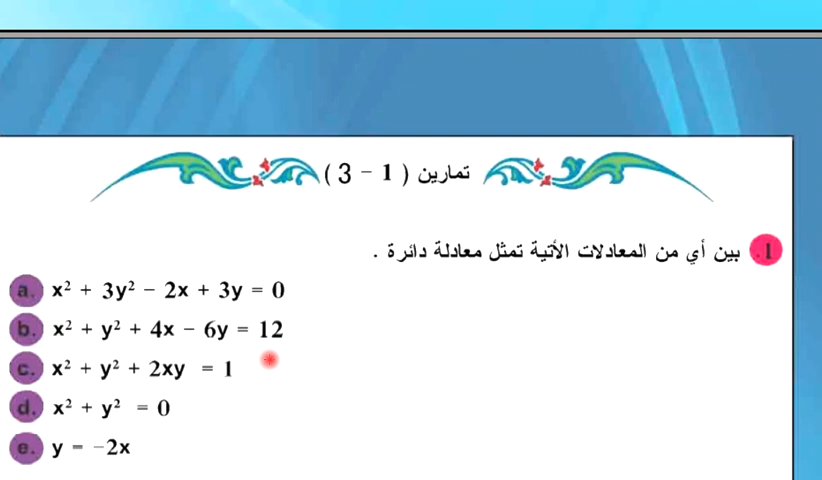 تمارين ( 1 - 3 )
1. بين أي من المعادلات الآتية تمثل معادلة دائرة .
a. x² + 3y² − 2x + 3y = 0
b. x² + y² + 4x − 6y = 12
c. x² + y² + 2xy = 1
d. x² + y² = 0
e. y = −2x